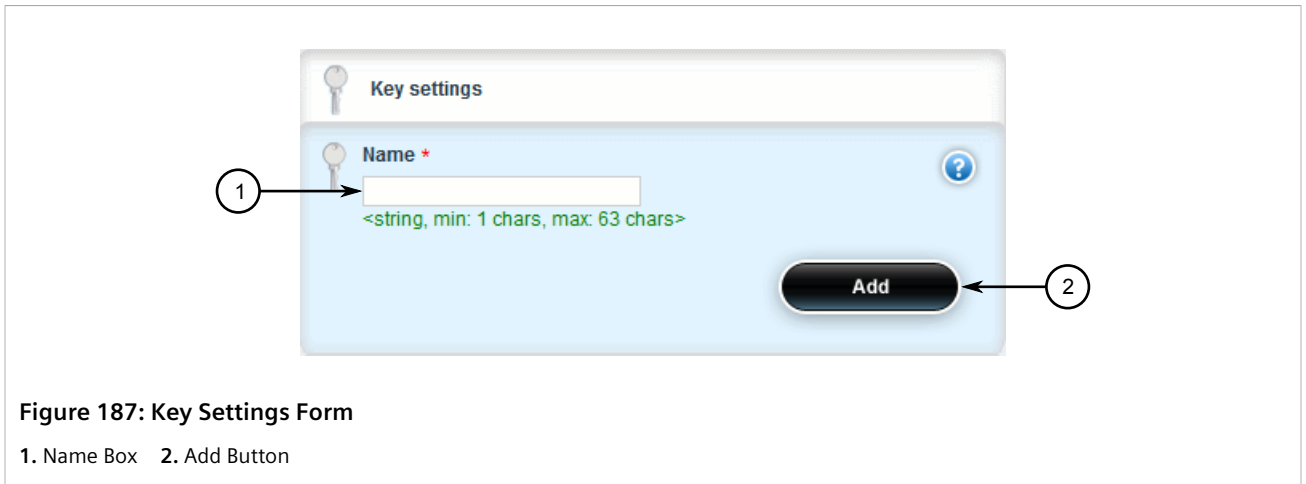 Key settings
Name *
?
1
<string, min: 1 chars, max: 63 chars>
Add
2
Figure 187: Key Settings Form
1. Name Box 2. Add Button